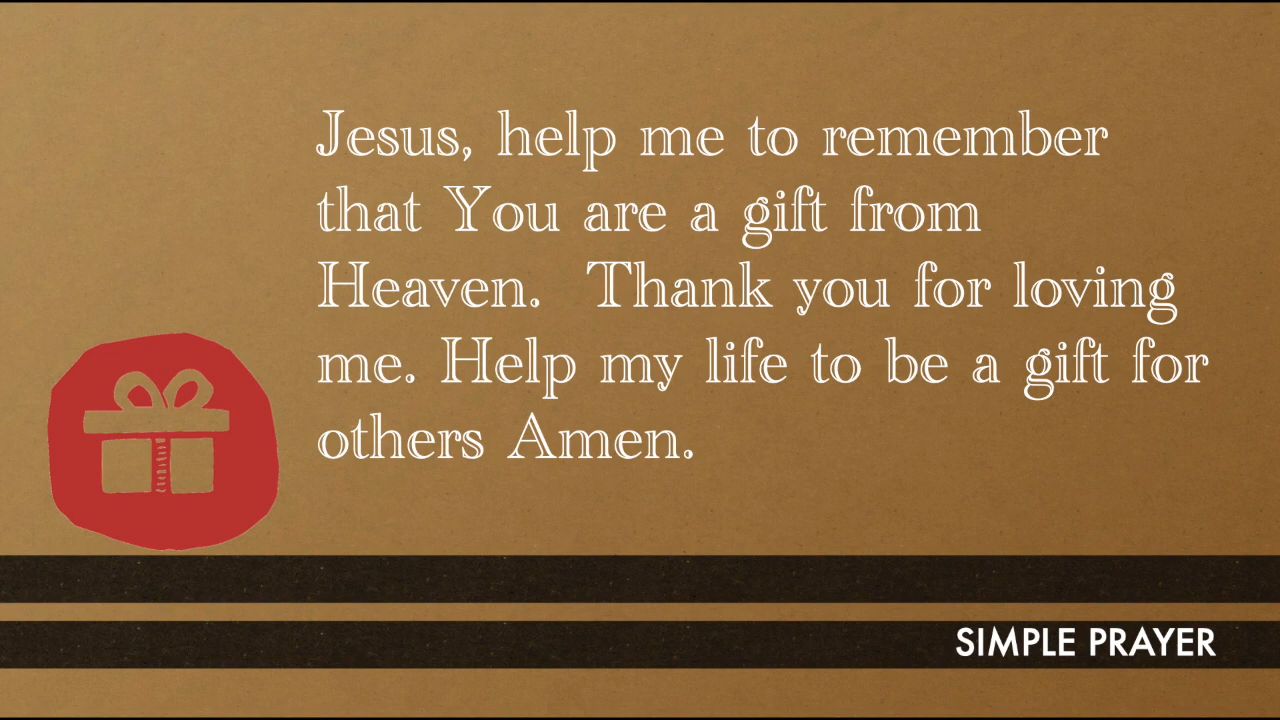 Jesus, help me to remember
that You are a gift from
Heaven.  Thank you for loving
me. Help my life to be a gift for
others Amen.
SIMPLE PRAYER